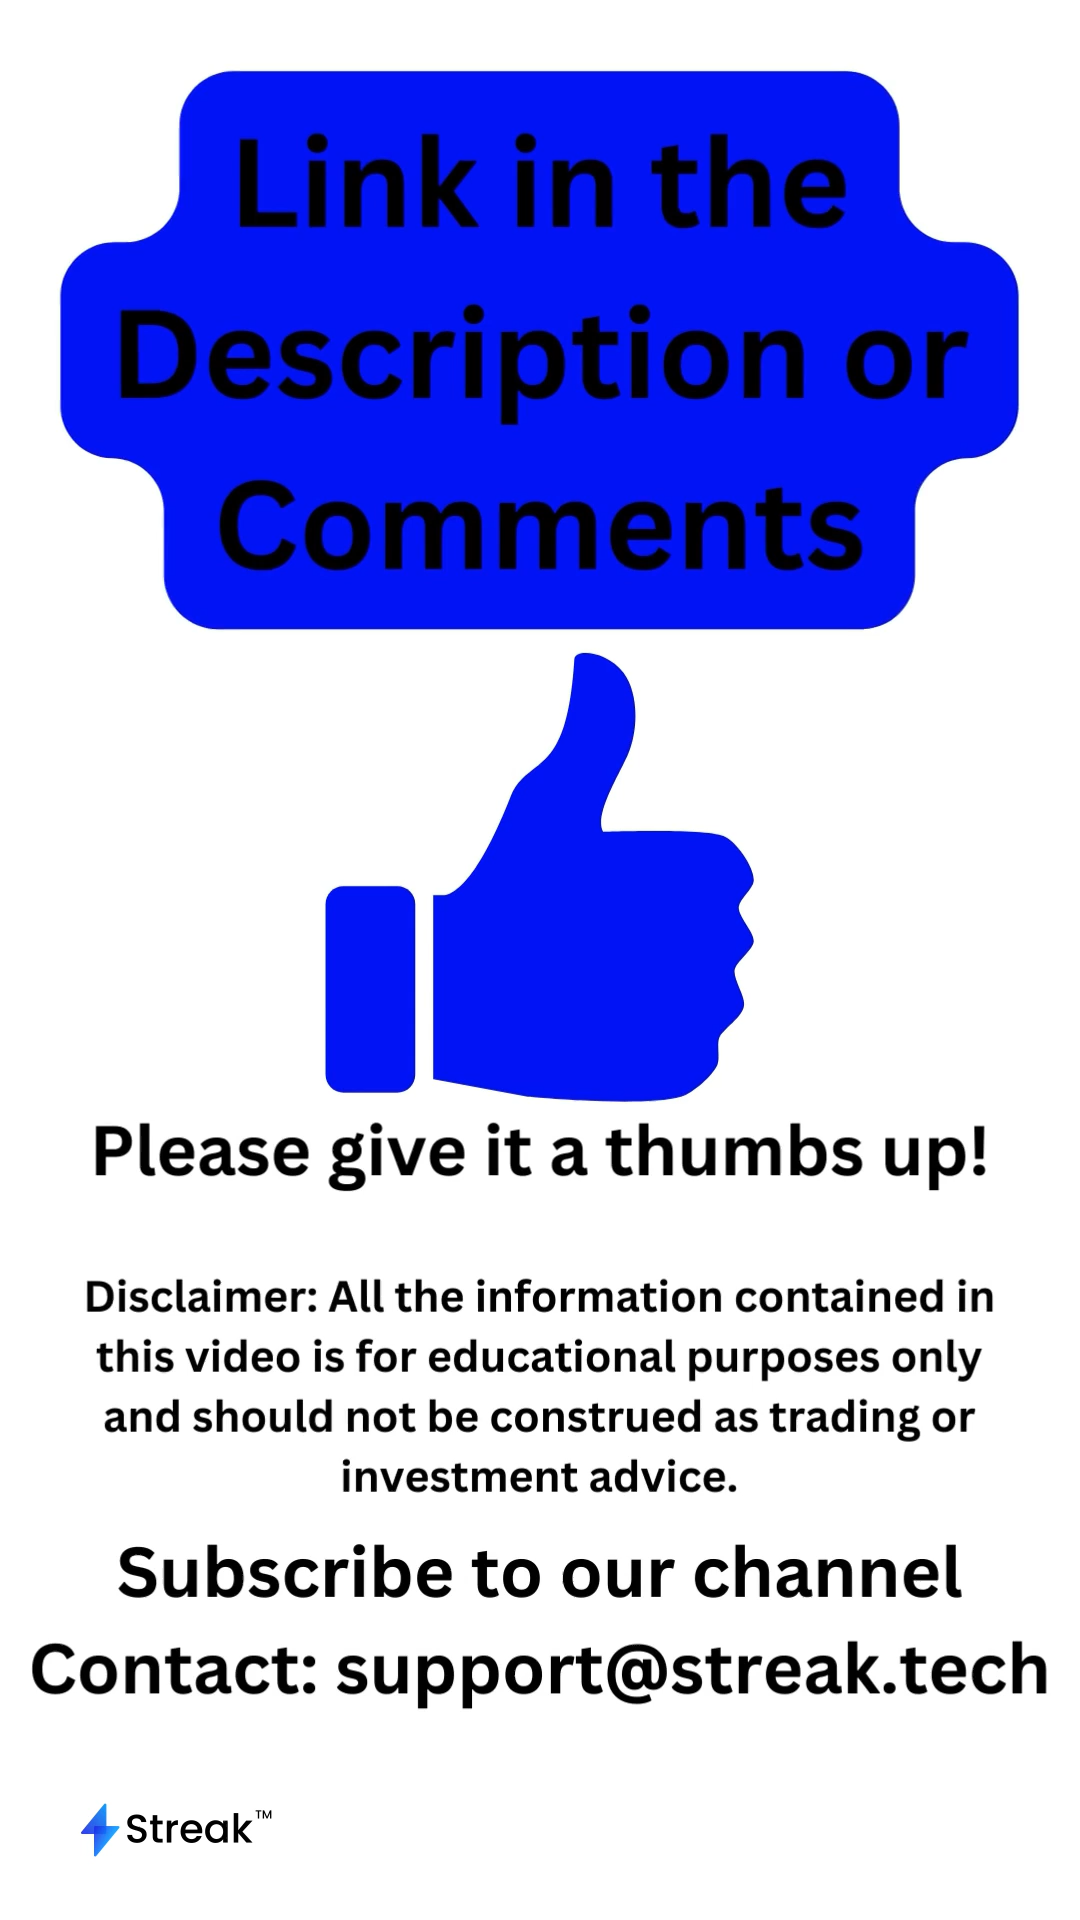 Link in the
Description or
Comments
Please give it a thumbs up!
Disclaimer: All the information contained in
this video is for educational purposes only
and should not be construed as trading or
investment advice.
Subscribe to our channel
Contact: support@streak.tech
Streak™